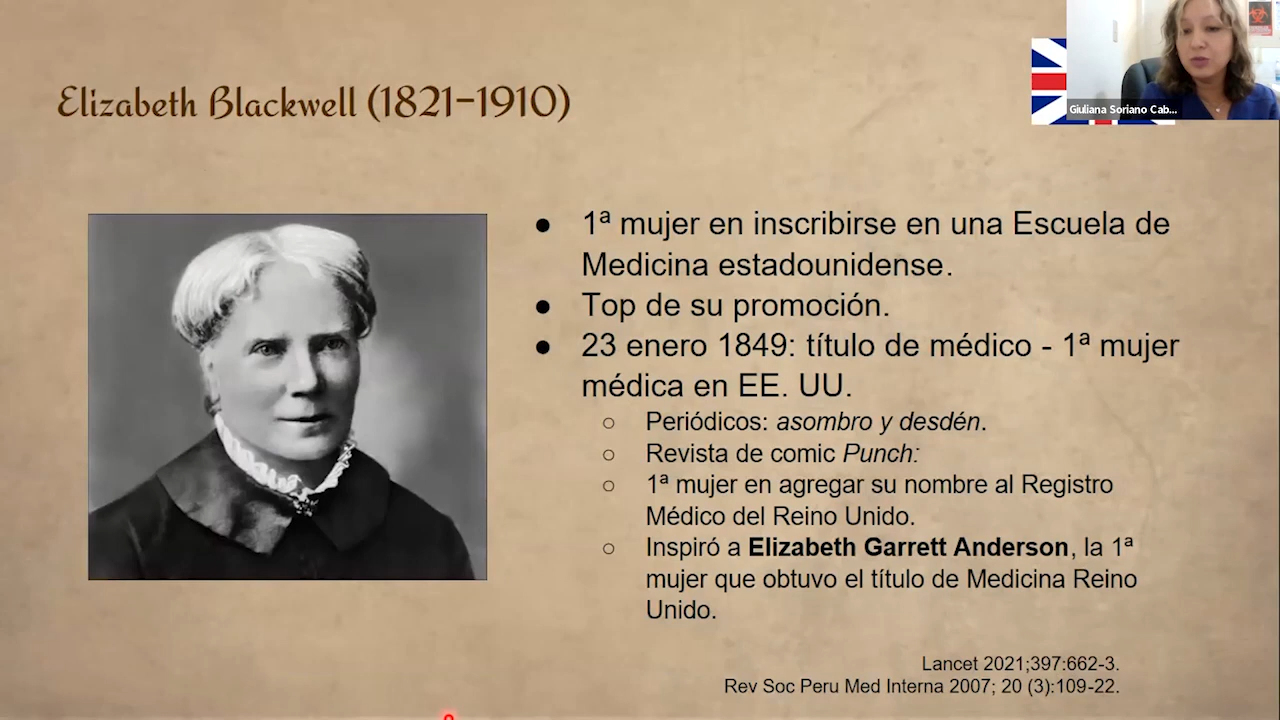 Elizabeth Blackwell (1821-1910)
Giuliana Soriano Cab...
● 1ª mujer en inscribirse en una Escuela de
Medicina estadounidense.
● Top de su promoción.
● 23 enero 1849: título de médico - 1ª mujer
médica en EE. UU.
○ Periódicos: asombro y desdén.
○ Revista de comic Punch:
○ 1ª mujer en agregar su nombre al Registro
Médico del Reino Unido.
○ Inspiró a Elizabeth Garrett Anderson, la 1ª
mujer que obtuvo el título de Medicina Reino
Unido.
Lancet 2021;397:662-3.
Rev Soc Peru Med Interna 2007; 20 (3):109-22.